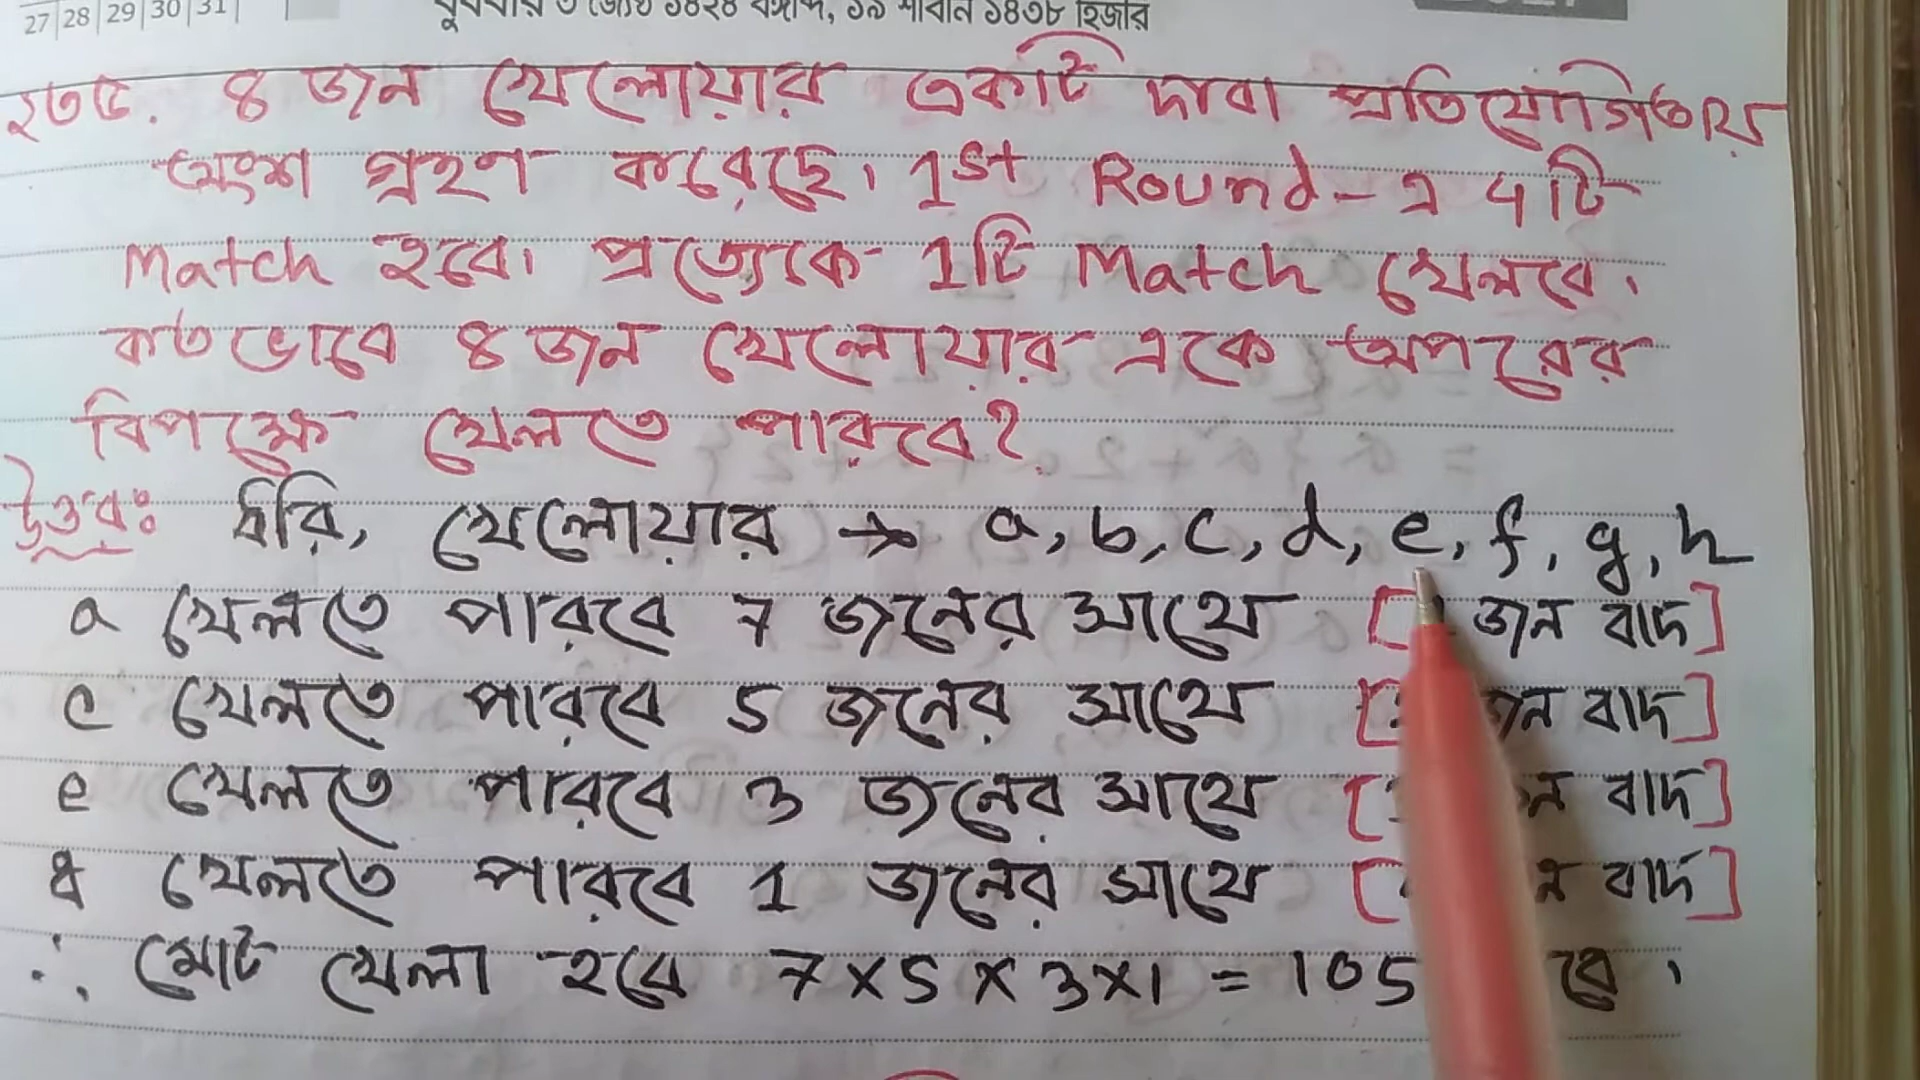 27 28 29 30 31
বুধবার ৩ জ্যৈষ্ঠ ১৪২৪ বঙ্গাব্দ, ১৯ শাবান ১৪৩৮ হিজরি
২৩৫. 8 জন খেলোয়ার একটি দাবা প্রতিযোগিতায়
অংশ গ্রহণ করেছে। 1st Round-এ 4টি
Match হবে। প্রত্যেকে 1টি Match খেলবে।
কতভাবে 8 জন খেলোয়ার একে অপরের
বিপক্ষে খেলতে পারবে?
উত্তরঃ ধরি, খেলোয়ার → a, b, c, d, e, f, g, h
a খেলতে পারবে 7 জনের সাথে [ জন বাদ]
c খেলতে পারবে 5 জনের সাথে [ জন বাদ]
e খেলতে পারবে 3 জনের সাথে [ বাদ]
g খেলতে পারবে 1 জনের সাথে [ বাদ]
∴ মোট খেলা হবে 7×5×3×1 = 105 বে।